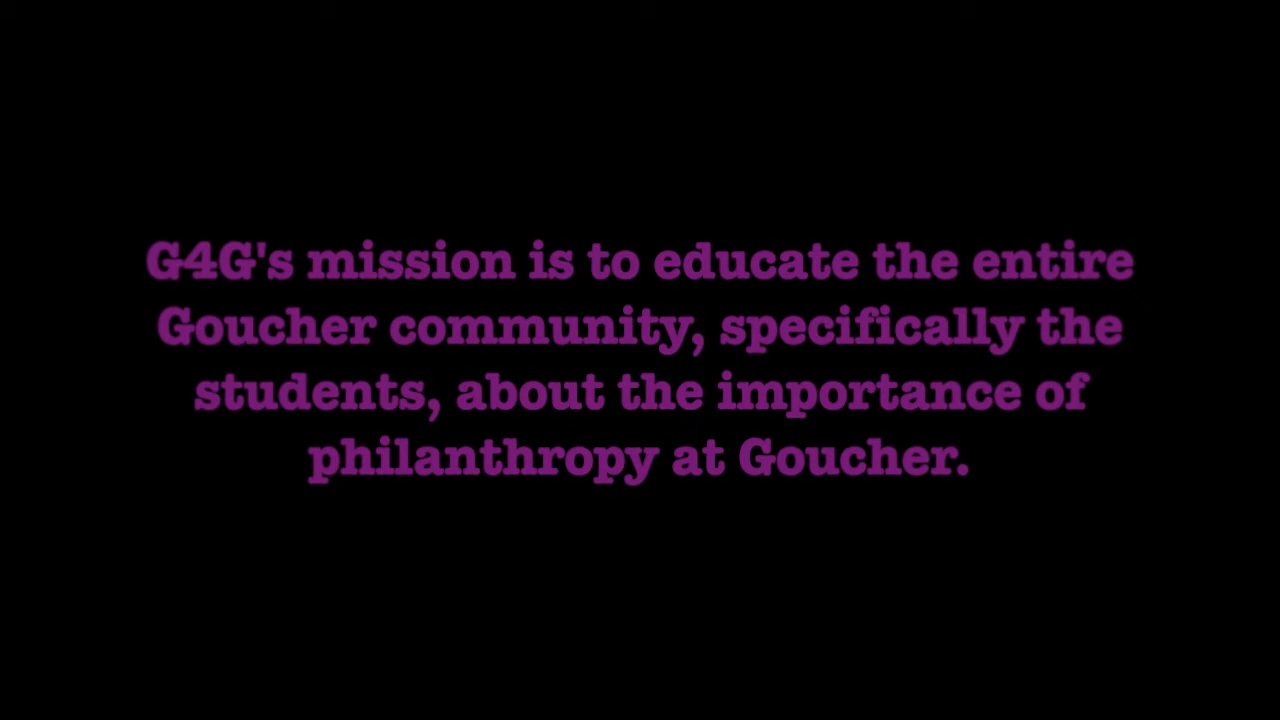 G4G's mission is to educate the entire
Goucher community, specifically the
students, about the importance of
philanthropy at Goucher.